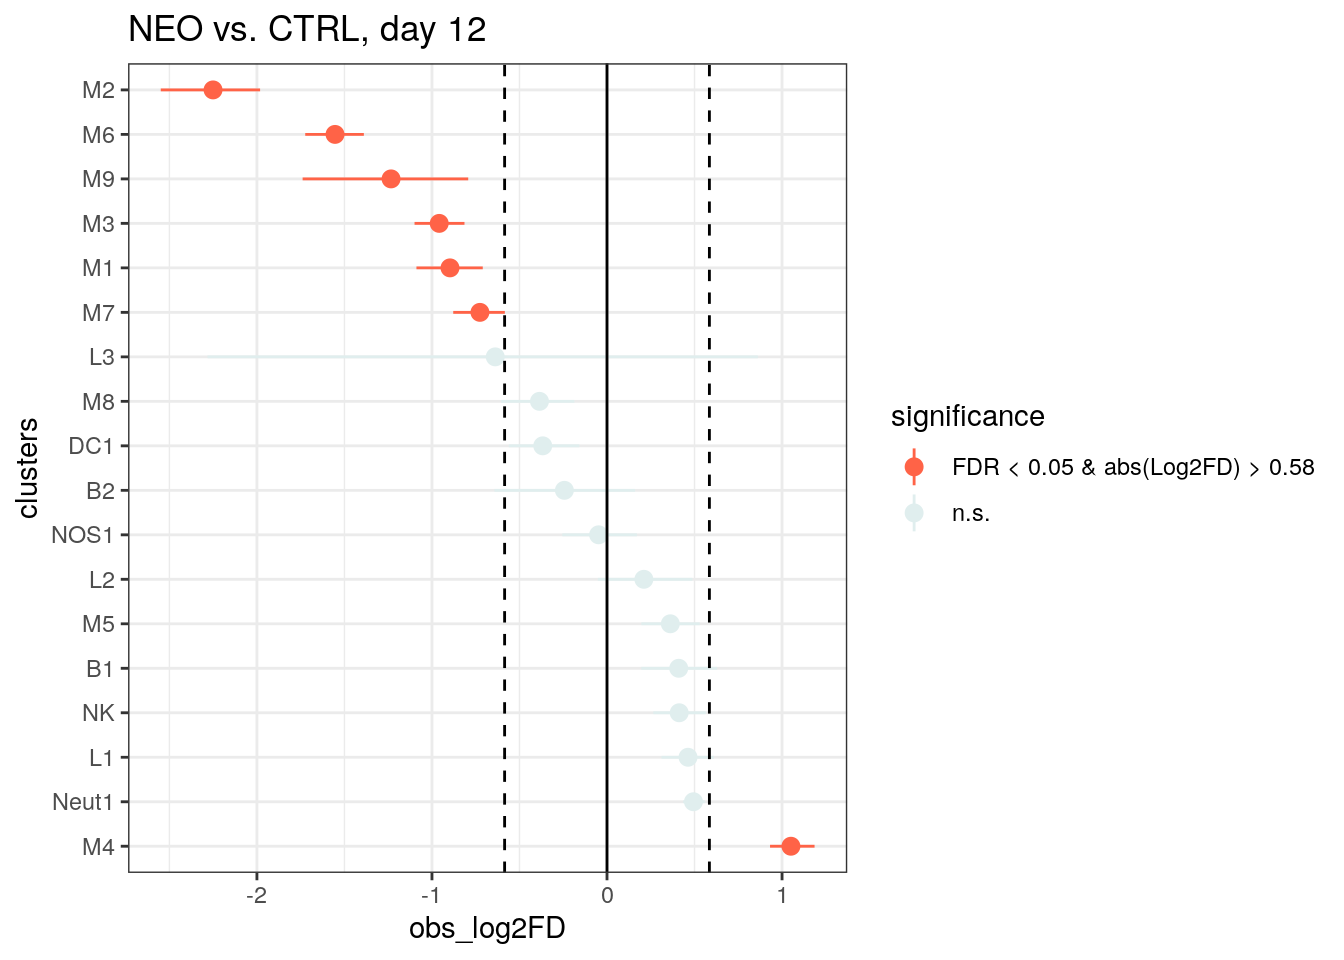 NEO vs. CTRL, day 12
M2
M6
M9
M3
M1
M7
L3
M8
DC1
B2
NOS1
L2
M5
B1
NK
L1
Neut1
M4
clusters
-2
-1
0
1
obs_log2FD
significance
FDR < 0.05 & abs(Log2FD) > 0.58
n.s.